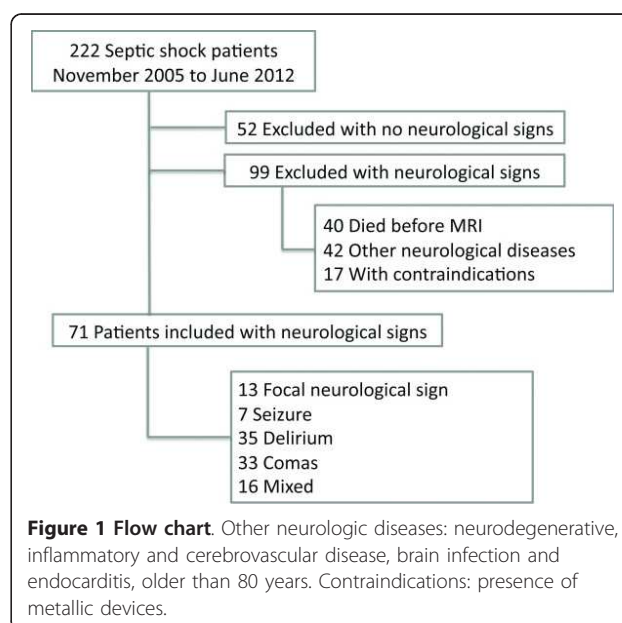 222 Septic shock patients
November 2005 to June 2012
52 Excluded with no neurological signs
99 Excluded with neurological signs
40 Died before MRI
42 Other neurological diseases
17 With contraindications
71 Patients included with neurological signs
13 Focal neurological sign
7 Seizure
35 Delirium
33 Comas
16 Mixed
Figure 1 Flow chart. Other neurologic diseases: neurodegenerative,
inflammatory and cerebrovascular disease, brain infection and
endocarditis, older than 80 years. Contraindications: presence of
metallic devices.